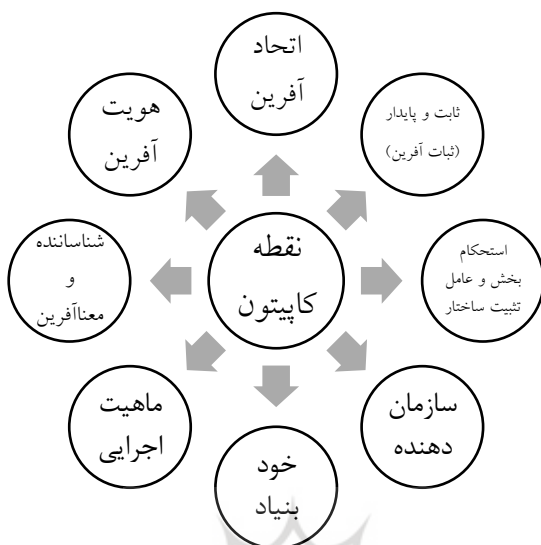 اتحاد
آفرین
ثابت و پایدار
(ثبات آفرین)
استحکام
بخش و عامل
تثبیت ساختار
سازمان
دهنده
خود
بنیاد
ماهیت
اجرایی
شناساننده
و
معناآفرین
هویت
آفرین
نقطه
کاپیتون